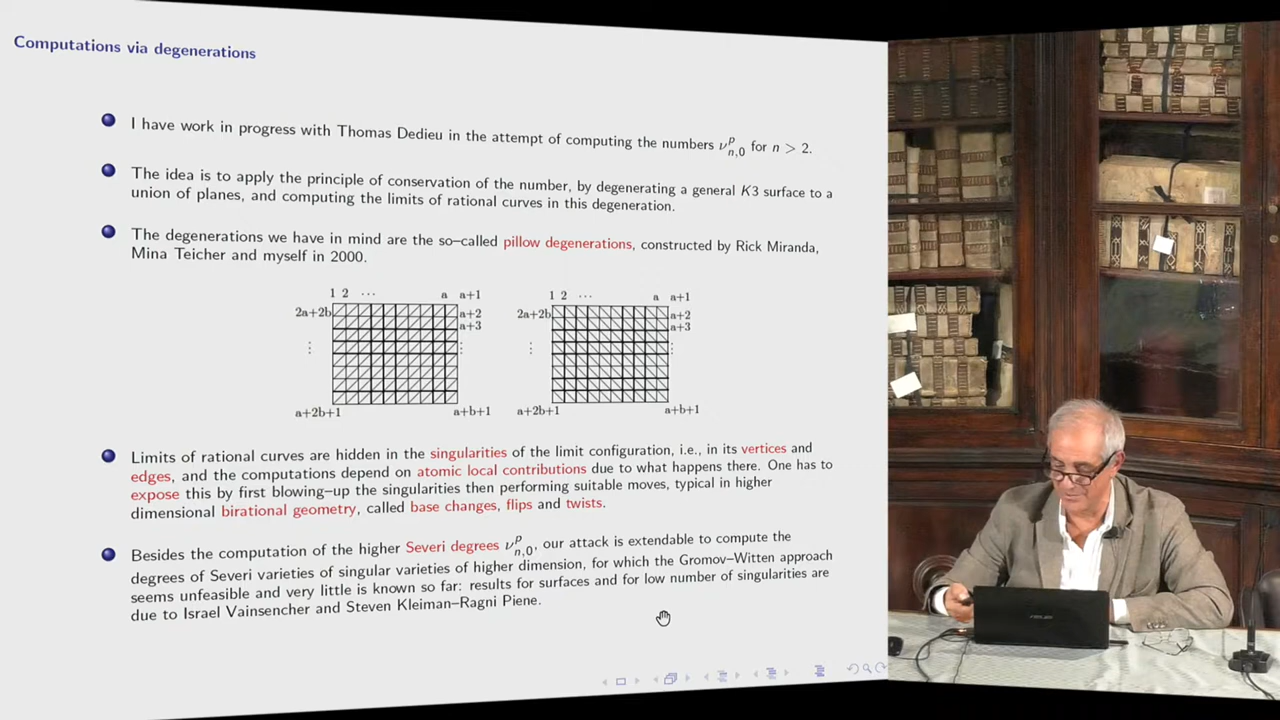 Computations via degenerations
I have work in progress with Thomas Dedieu in the attempt of computing the numbers ν^p_{n,0} for n > 2.
The idea is to apply the principle of conservation of the number, by degenerating a general K3 surface to a
union of planes, and computing the limits of rational curves in this degeneration.
The degenerations we have in mind are the so–called pillow degenerations, constructed by Rick Miranda,
Mina Teicher and myself in 2000.
1 2 ⋯ a a+1 1 2 ⋯ a a+1
2a+2b a+2 2a+2b a+2
a+3 a+3
⋮ ⋮ ⋮ ⋮
a+2b+1 a+b+1 a+2b+1 a+b+1
Limits of rational curves are hidden in the singularities of the limit configuration, i.e., in its vertices and
edges, and the computations depend on atomic local contributions due to what happens there. One has to
expose this by first blowing–up the singularities then performing suitable moves, typical in higher
dimensional birational geometry, called base changes, flips and twists.
Besides the computation of the higher Severi degrees ν^p_{n,0}, our attack is extendable to compute the
degrees of Severi varieties of singular varieties of higher dimension, for which the Gromov–Witten approach
seems unfeasible and very little is known so far: results for surfaces and for low number of singularities are
due to Israel Vainsencher and Steven Kleiman–Ragni Piene.
ASUS